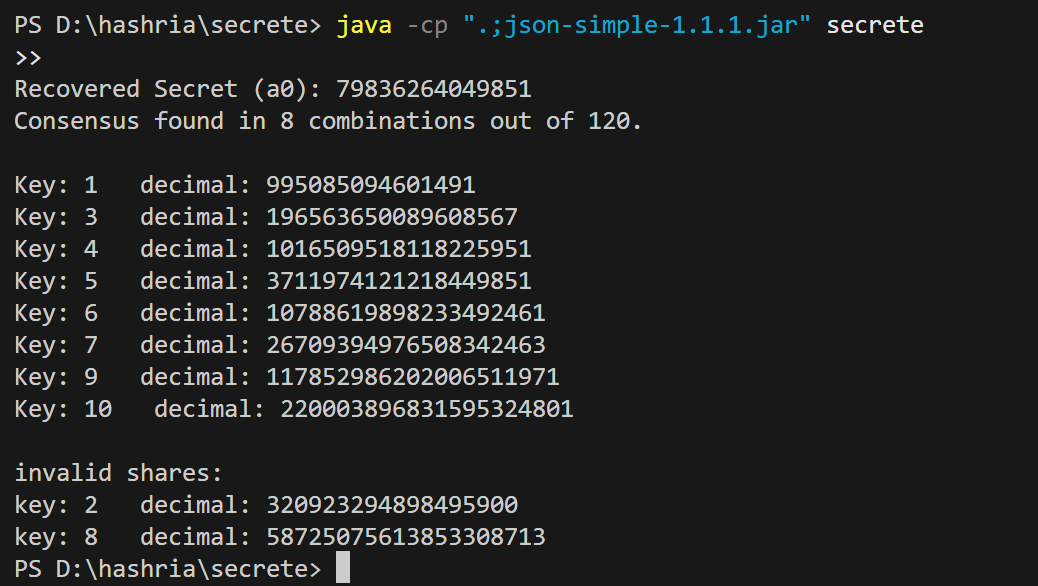 PS D:\hashria\secrete> java -cp ".;json-simple-1.1.1.jar" secrete
>>
Recovered Secret (a0): 79836264049851
Consensus found in 8 combinations out of 120.
Key: 1   decimal: 995085094601491
Key: 3   decimal: 196563650089608567
Key: 4   decimal: 1016509518118225951
Key: 5   decimal: 3711974121218449851
Key: 6   decimal: 10788619898233492461
Key: 7   decimal: 26709394976508342463
Key: 9   decimal: 117852986202006511971
Key: 10   decimal: 220003896831595324801
invalid shares:
key: 2   decimal: 320923294898495900
key: 8   decimal: 58725075613853308713
PS D:\hashria\secrete>